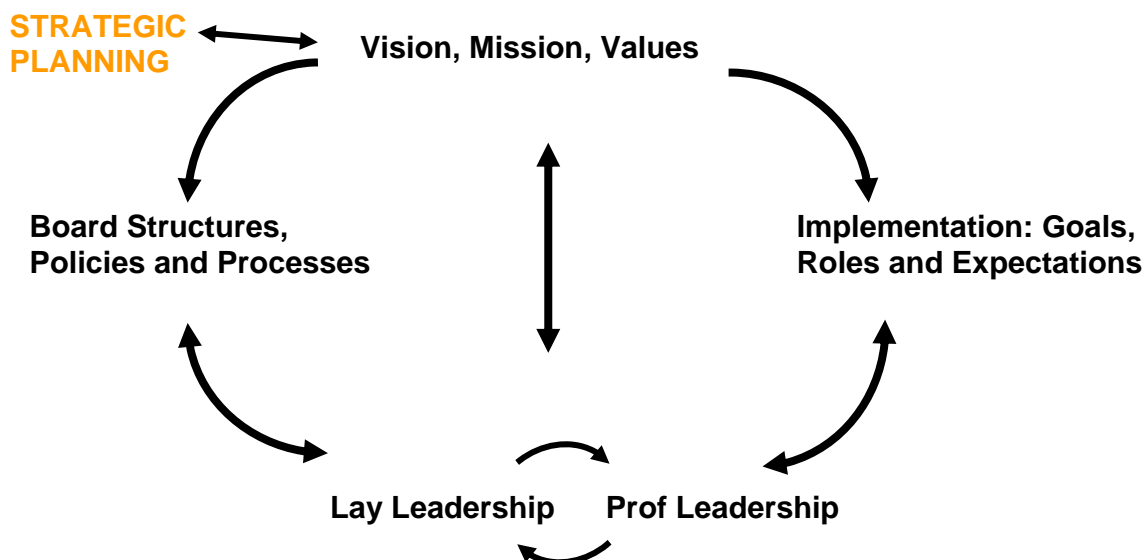 STRATEGIC
PLANNING
Vision, Mission, Values
Board Structures,
Policies and Processes
Implementation: Goals,
Roles and Expectations
Lay Leadership
Prof Leadership